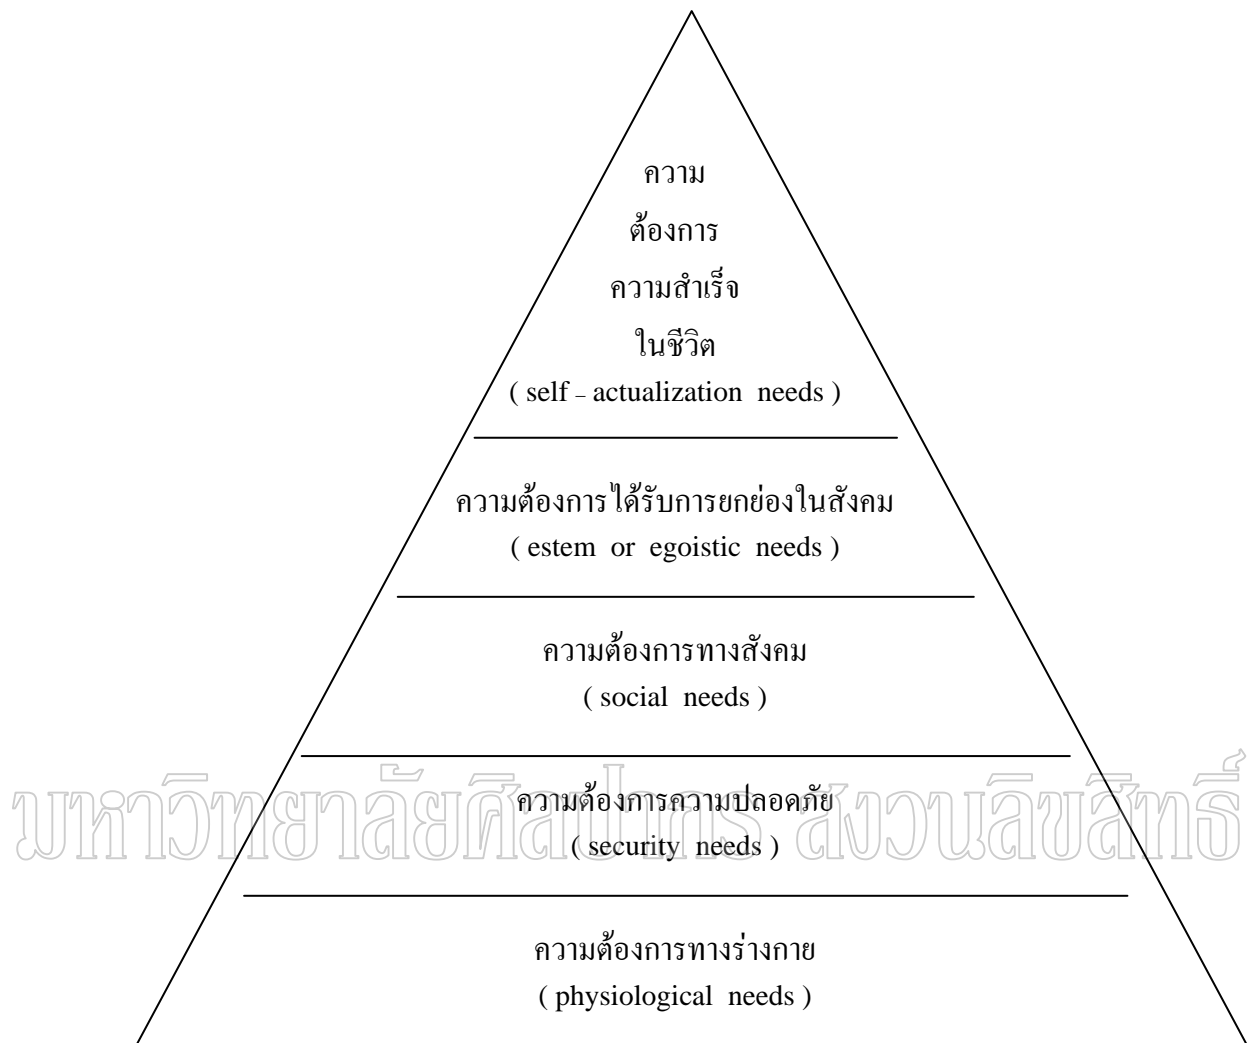 ความ
ต้องการ
ความสำเร็จ
ในชีวิต
( self – actualization needs )
ความต้องการได้รับการยกย่องในสังคม
( estem or egoistic needs )
ความต้องการทางสังคม
( social needs )
ความต้องการความปลอดภัย
มหาวิทยาลัยศิลปากร สงวนลิขสิทธิ์
( security needs )
ความต้องการทางร่างกาย
( physiological needs )